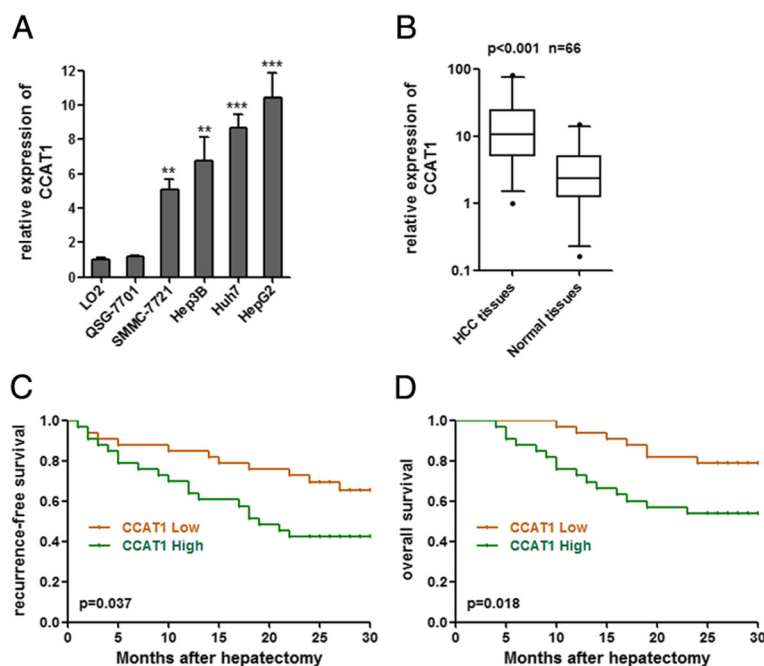 A
relative expression of
CCAT1
12
10
8
6
4
2
0
**
**
***
***
LO2
QSG-7701
SMMC-7721
Hep3B
Huh7
HepG2
B
p<0.001 n=66
relative expression of
CCAT1
100
10
1
0.1
HCC tissues
Normal tissues
C
recurrence-free survival
1.0
0.8
0.6
0.4
0.2
0.0
CCAT1 Low
CCAT1 High
p=0.037
0 5 10 15 20 25 30
Months after hepatectomy
D
overall survival
1.0
0.8
0.6
0.4
0.2
0.0
CCAT1 Low
CCAT1 High
p=0.018
0 5 10 15 20 25 30
Months after hepatectomy